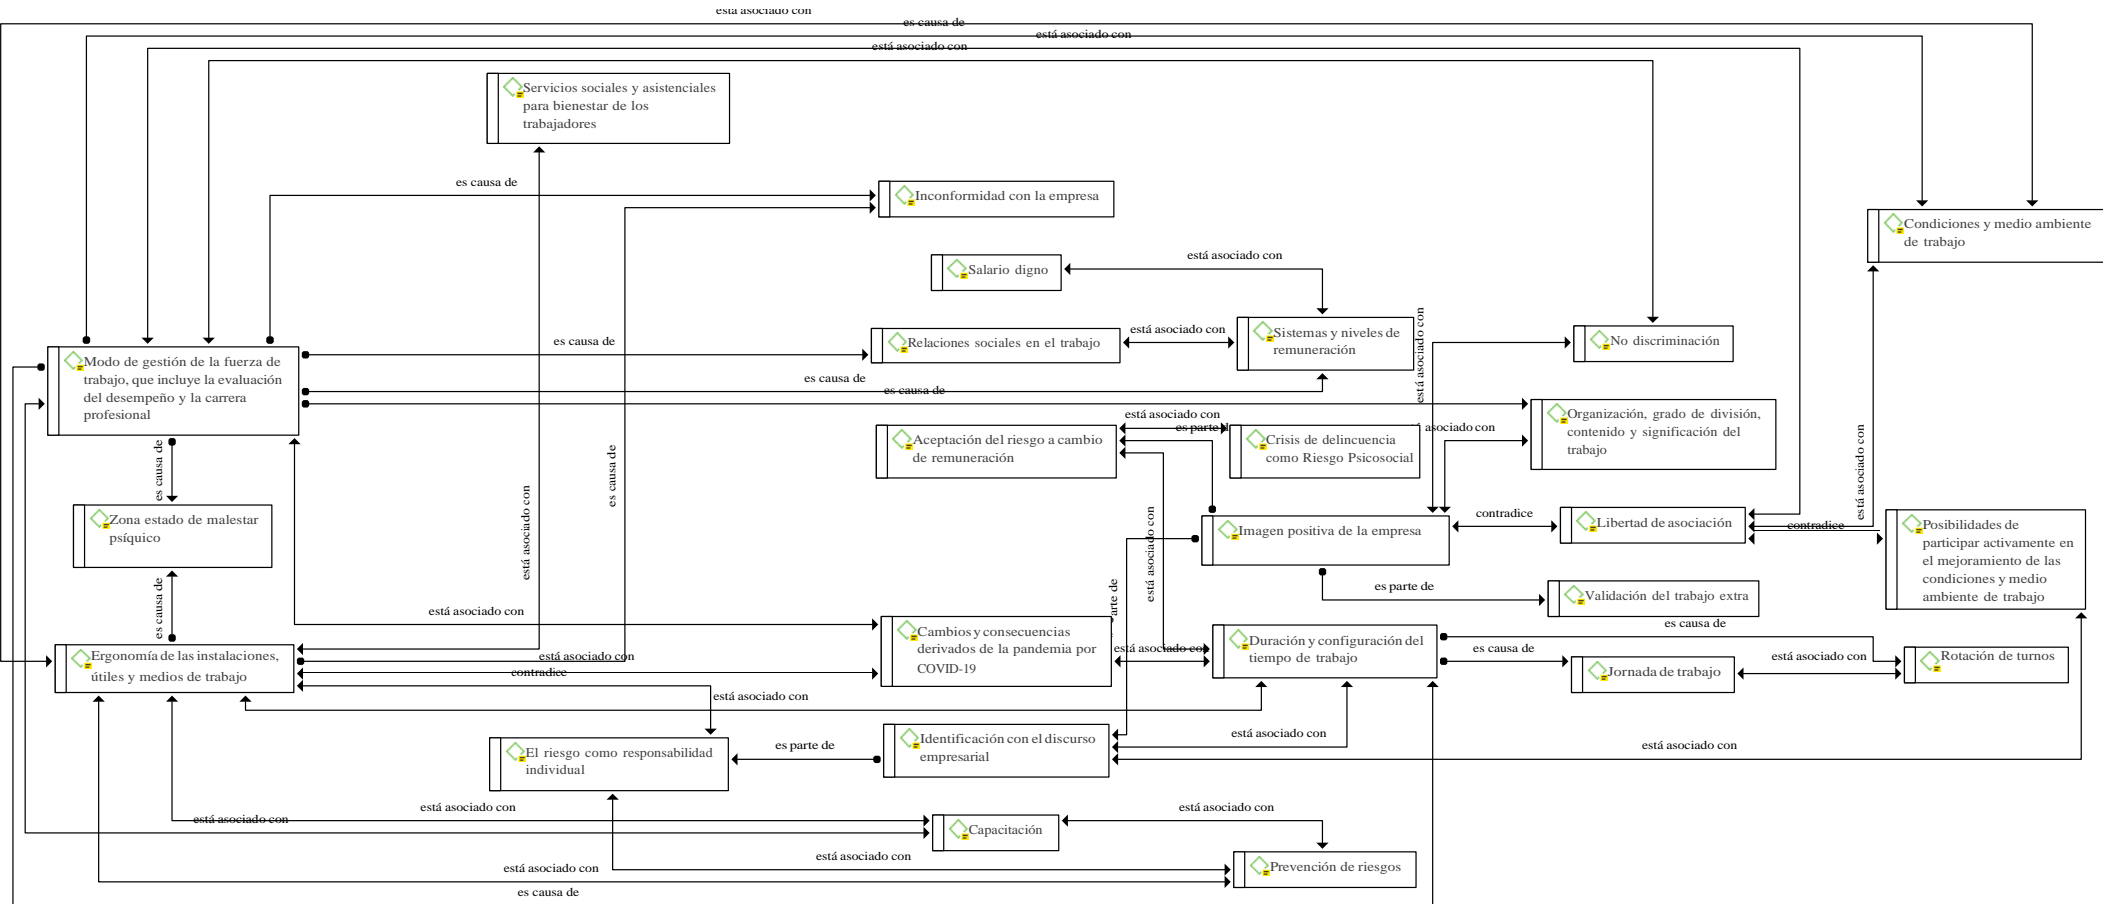 está asociado con
es causa de
está asociado con
está asociado con
Servicios sociales y asistenciales
para bienestar de los
trabajadores
es causa de
Inconformidad con la empresa
Condiciones y medio ambiente
de trabajo
está asociado con
Salario digno
está asociado con
Sistemas y niveles de
remuneración
está asociado con
Relaciones sociales en el trabajo
es causa de
No discriminación
Modo de gestión de la fuerza de
trabajo, que incluye la evaluación
del desempeño y la carrera
profesional
es causa de
es causa de
Organización, grado de división,
contenido y significación del
trabajo
está asociado con
es parte d
asociado con
Aceptación del riesgo a cambio
de remuneración
Crisis de delincuencia
como Riesgo Psicosocial
es causa de
es causa de
está asociado con
está asociado con
está asociado con
Zona estado de malestar
psíquico
Imagen positiva de la empresa
contradice
Libertad de asociación
contradice
Posibilidades de
participar activamente en
el mejoramiento de las
condiciones y medio
ambiente de trabajo
es causa de
es parte de
Validación del trabajo extra
parte de
está asociado con
es causa de
Cambios y consecuencias
derivados de la pandemia por
COVID-19
está asociado con
Duración y configuración del
tiempo de trabajo
es causa de
Jornada de trabajo
está asociado con
Rotación de turnos
Ergonomía de las instalaciones,
útiles y medios de trabajo
está asociado con
contradice
está asociado con
El riesgo como responsabilidad
individual
es parte de
Identificación con el discurso
empresarial
está asociado con
está asociado con
está asociado con
está asociado con
Capacitación
está asociado con
está asociado con
está asociado con
Prevención de riesgos
es causa de